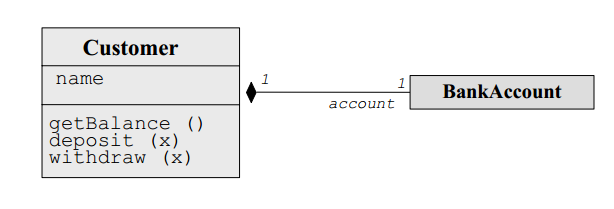 Customer
name
getBalance ()
deposit (x)
withdraw (x)
1
1
account
BankAccount